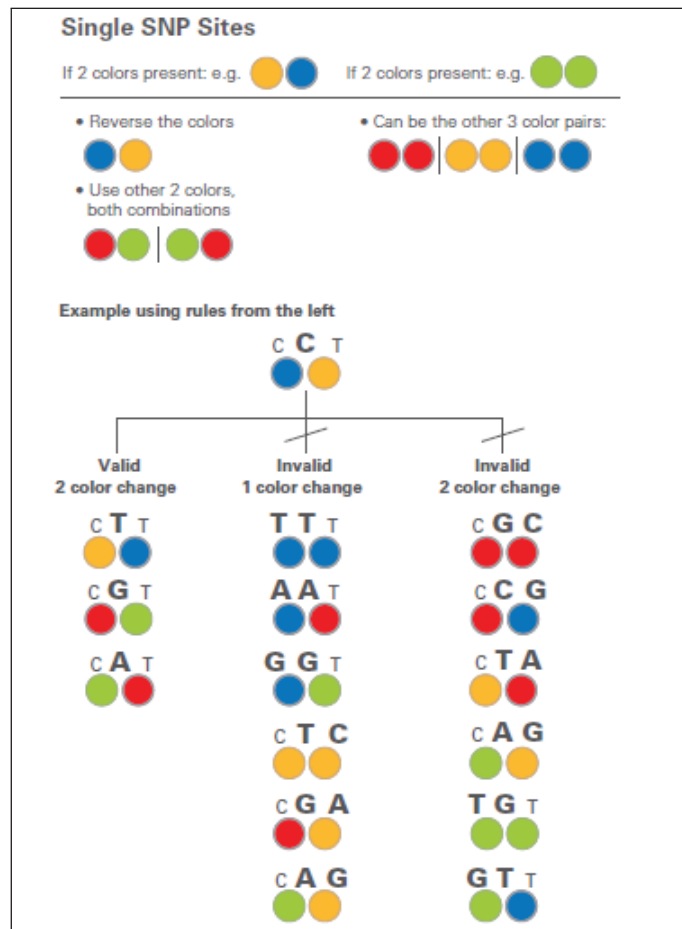 Single SNP Sites
If 2 colors present: e.g.
If 2 colors present: e.g.
• Reverse the colors
• Can be the other 3 color pairs:
• Use other 2 colors,
both combinations
Example using rules from the left
C C T
Valid
2 color change
Invalid
1 color change
Invalid
2 color change
C T T
T T T
C G C
C G T
A A T
C C G
C A T
G G T
C T A
C T C
C A G
C G A
T G T
C A G
G T T